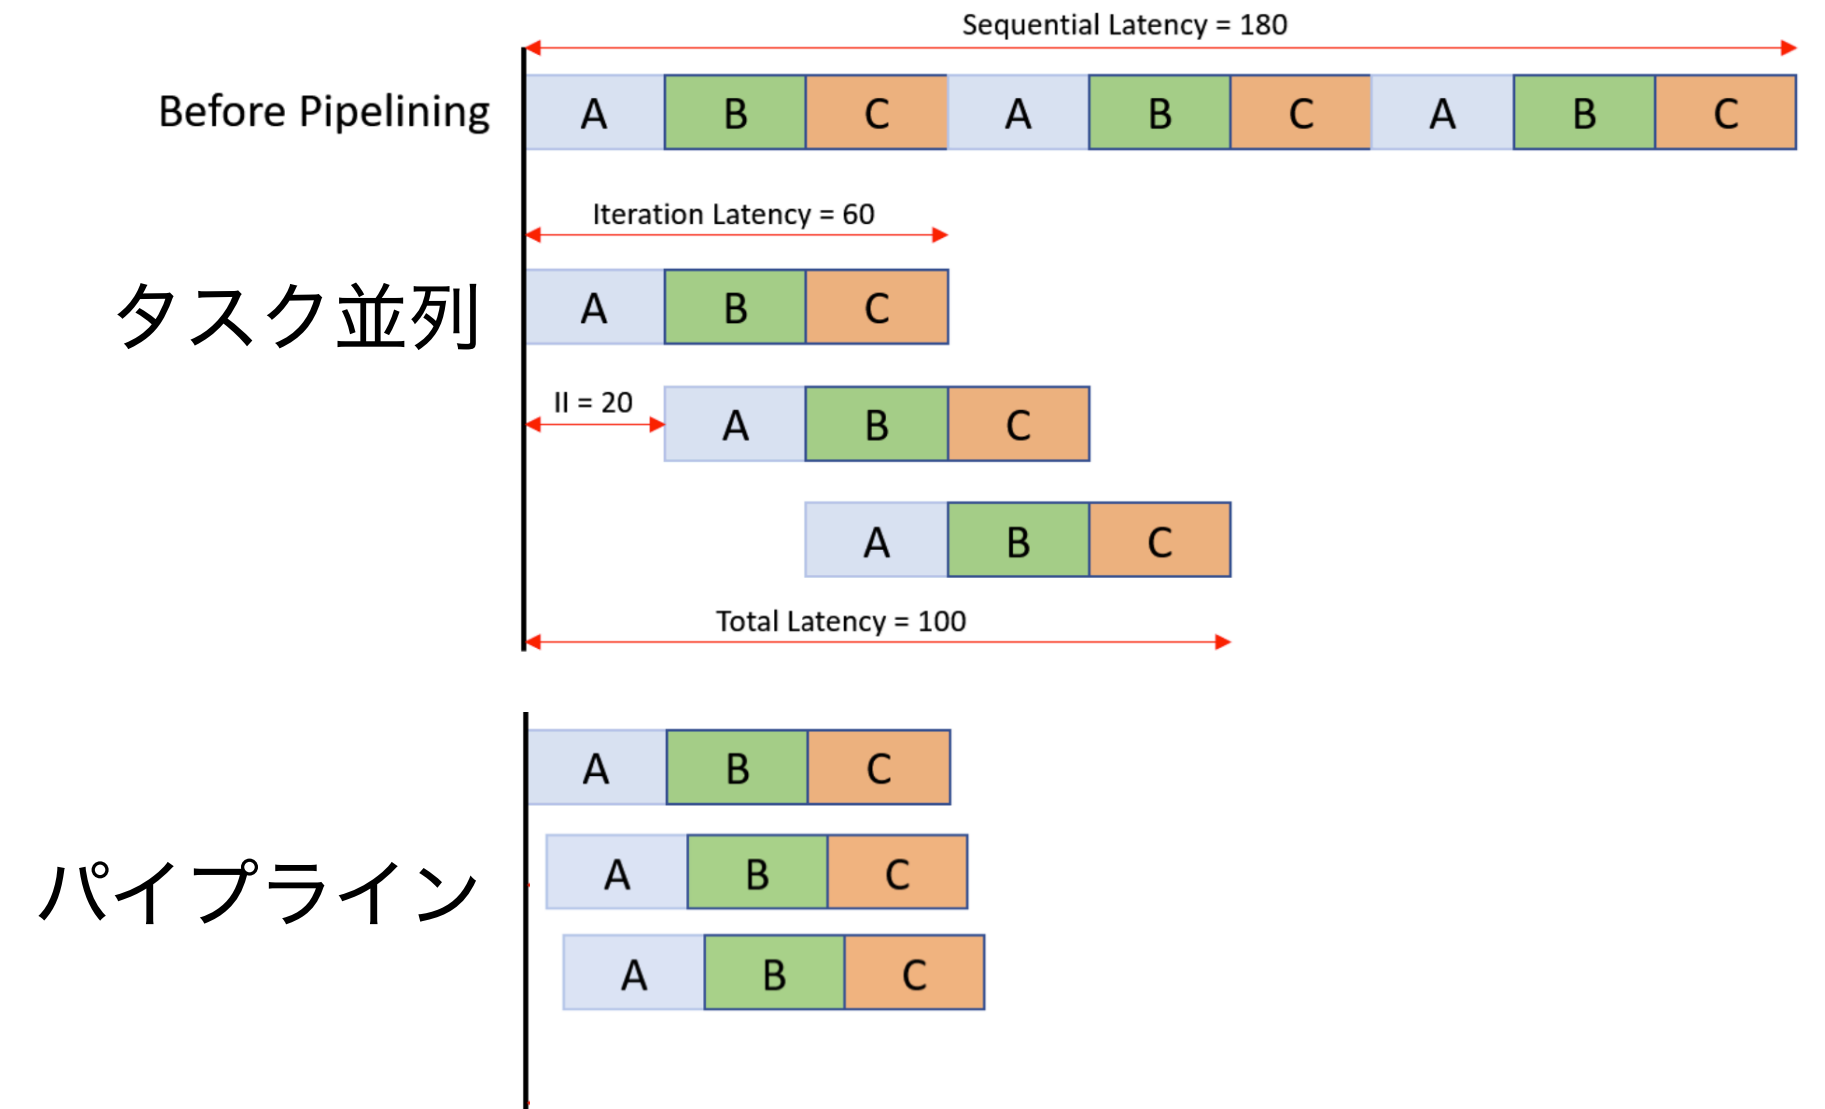 Sequential Latency = 180
Before Pipelining A B C A B C A B C
Iteration Latency = 60
タスク並列 A B C
II = 20
A B C
A B C
Total Latency = 100
A B C
パイプライン A B C
A B C